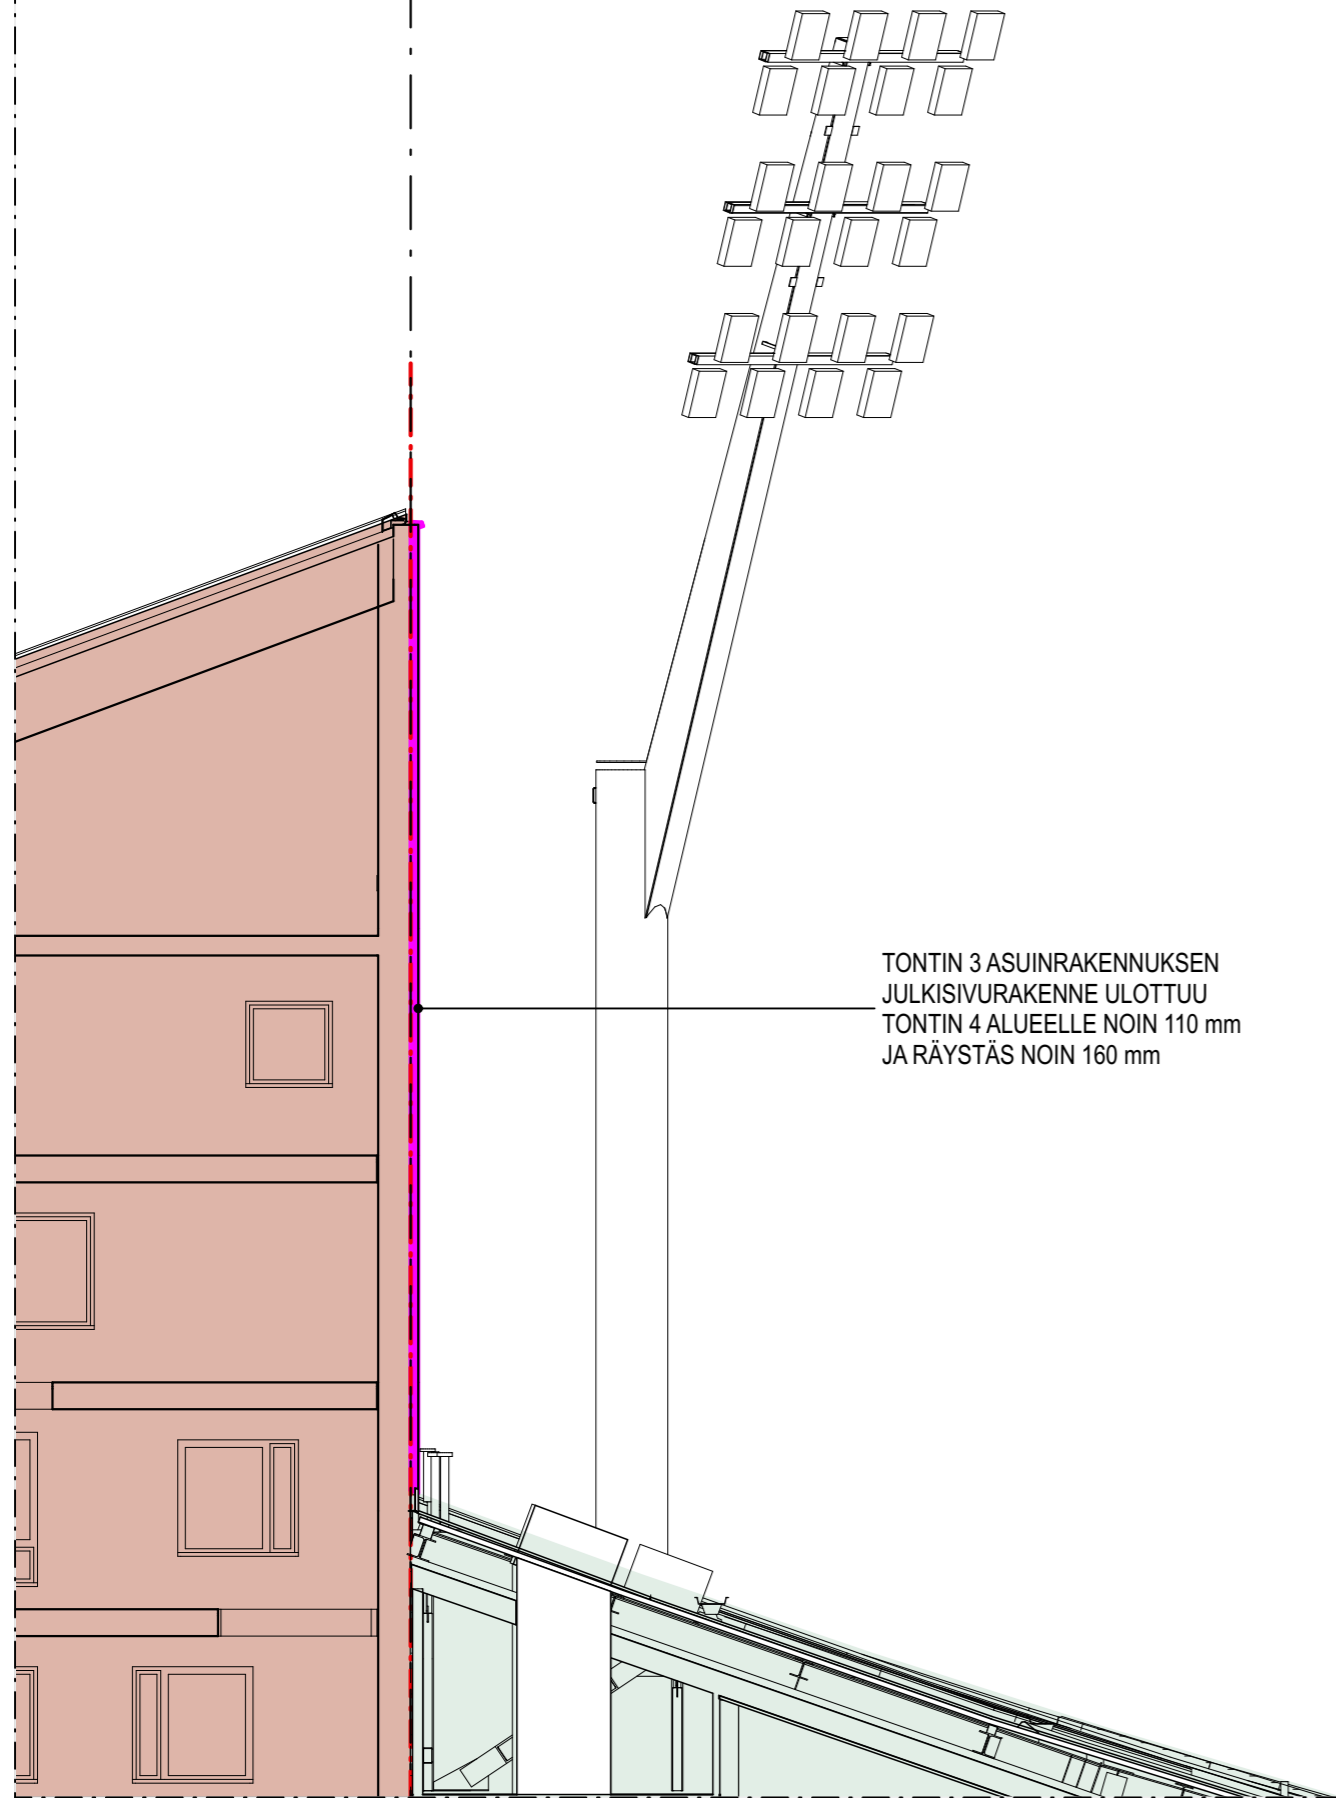 TONTIN 3 ASUINRAKENNUKSEN
JULKISIVURAKENNE ULOTTUU
TONTIN 4 ALUEELLE NOIN 110 mm
JA RÄYSTÄS NOIN 160 mm